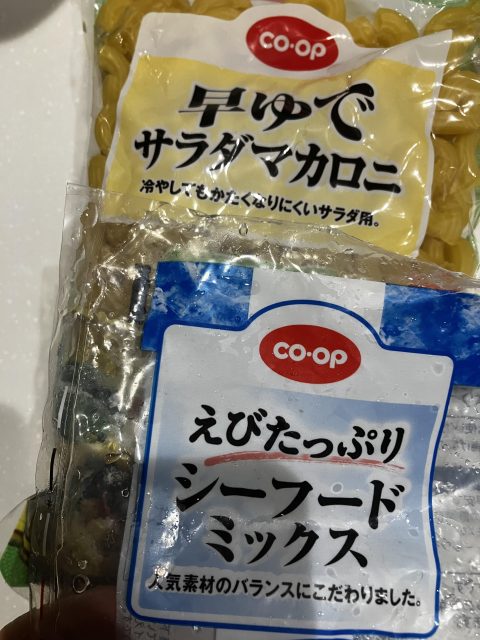 CO·OP
早ゆで
サラダマカロニ
冷やしてもかたくなりにくいサラダ用。
CO·OP
えびたっぷり
シーフード
ミックス
人気素材のバランスにこだわりました。